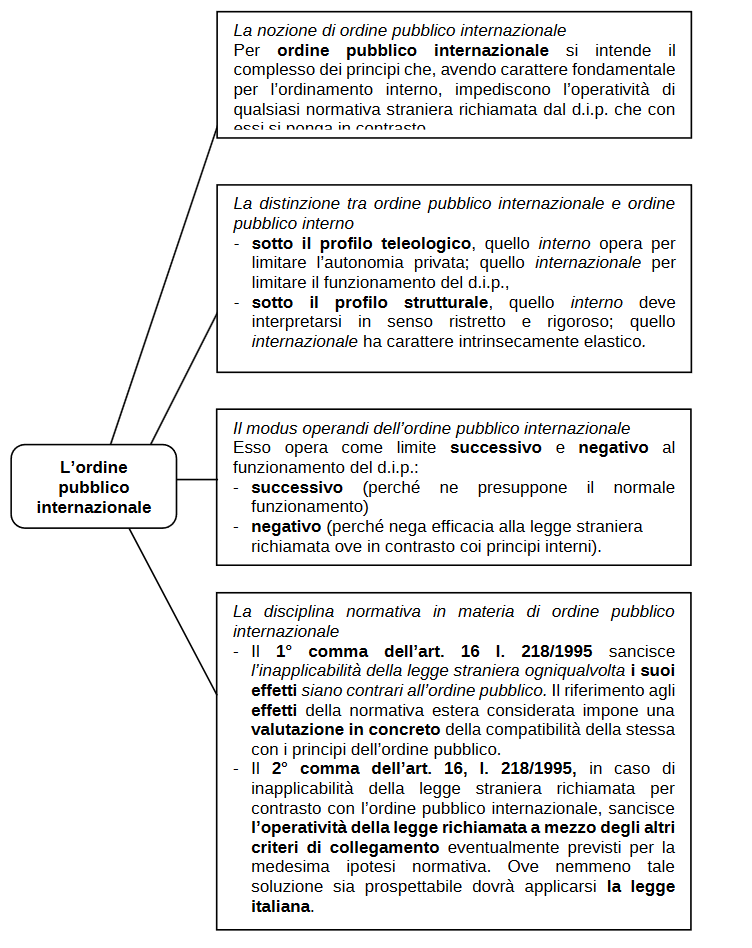 La nozione di ordine pubblico internazionale
Per ordine pubblico internazionale si intende il
complesso dei principi che, avendo carattere fondamentale
per l’ordinamento interno, impediscono l’operatività di
qualsiasi normativa straniera richiamata dal d.i.p. che con
essi si ponga in contrasto
La distinzione tra ordine pubblico internazionale e ordine
pubblico interno
- sotto il profilo teleologico, quello interno opera per
limitare l’autonomia privata; quello internazionale per
limitare il funzionamento del d.i.p.,
- sotto il profilo strutturale, quello interno deve
interpretarsi in senso ristretto e rigoroso; quello
internazionale ha carattere intrinsecamente elastico.
Il modus operandi dell’ordine pubblico internazionale
Esso opera come limite successivo e negativo al
funzionamento del d.i.p.:
- successivo (perché ne presuppone il normale
funzionamento)
- negativo (perché nega efficacia alla legge straniera
richiamata ove in contrasto coi principi interni).
L’ordine
pubblico
internazionale
La disciplina normativa in materia di ordine pubblico
internazionale
- Il 1° comma dell’art. 16 l. 218/1995 sancisce
l’inapplicabilità della legge straniera ogniqualvolta i suoi
effetti siano contrari all’ordine pubblico. Il riferimento agli
effetti della normativa estera considerata impone una
valutazione in concreto della compatibilità della stessa
con i principi dell’ordine pubblico.
- Il 2° comma dell’art. 16, l. 218/1995, in caso di
inapplicabilità della legge straniera richiamata per
contrasto con l’ordine pubblico internazionale, sancisce
l’operatività della legge richiamata a mezzo degli altri
criteri di collegamento eventualmente previsti per la
medesima ipotesi normativa. Ove nemmeno tale
soluzione sia prospettabile dovrà applicarsi la legge
italiana.